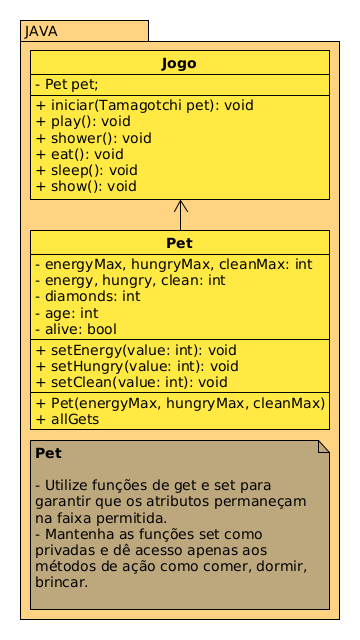 JAVA
Jogo
- Pet pet;
+ iniciar(Tamagotchi pet): void
+ play(): void
+ shower(): void
+ eat(): void
+ sleep(): void
+ show(): void
Pet
- energyMax, hungryMax, cleanMax: int
- energy, hungry, clean: int
- diamonds: int
- age: int
- alive: bool
+ setEnergy(value: int): void
+ setHungry(value: int): void
+ setClean(value: int): void
+ Pet(energyMax, hungryMax, cleanMax)
+ allGets
Pet
- Utilize funções de get e set para
garantir que os atributos permaneçam
na faixa permitida.
- Mantenha as funções set como
privadas e dê acesso apenas aos
métodos de ação como comer, dormir,
brincar.